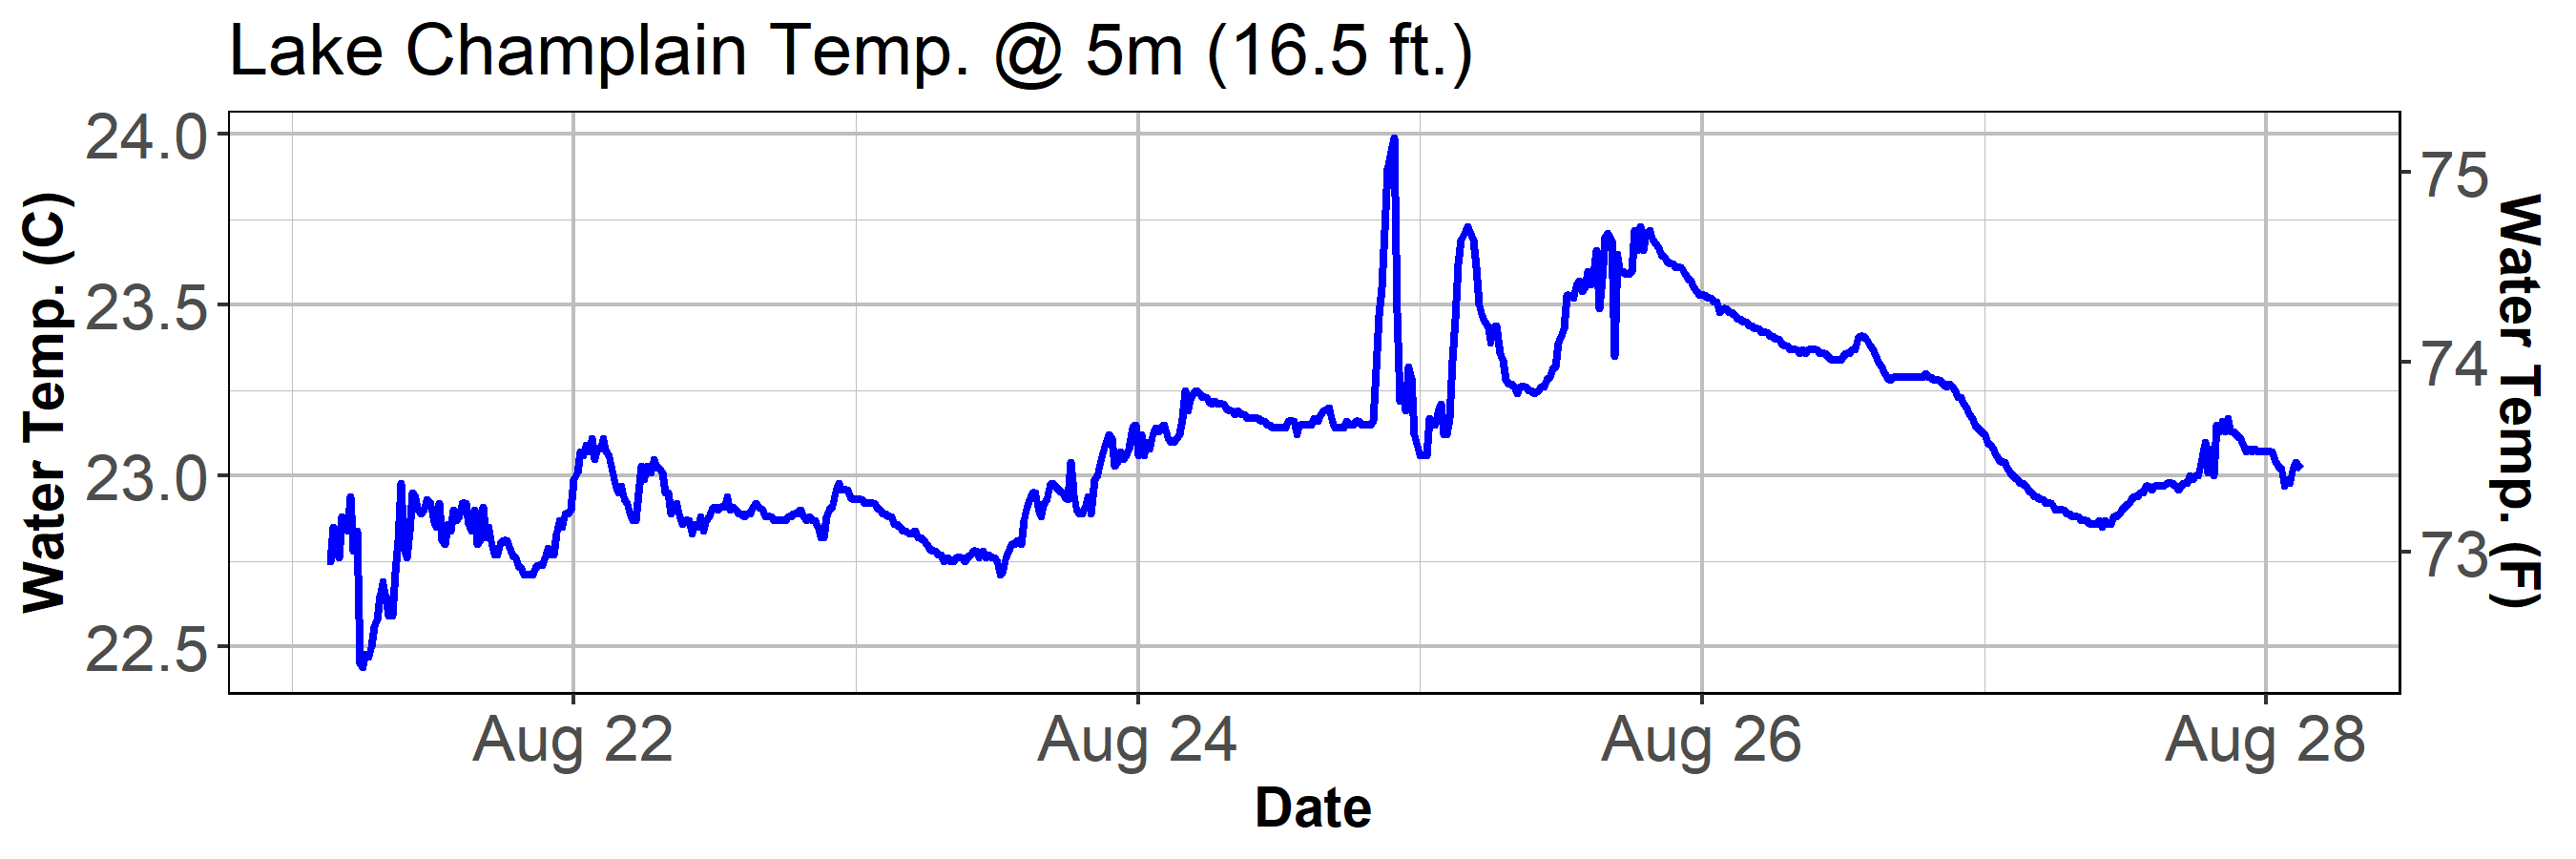 Lake Champlain Temp. @ 5m (16.5 ft.)
Water Temp. (C)
24.0
23.5
23.0
22.5
75
74
73
Water Temp. (F)
Aug 22
Aug 24
Aug 26
Aug 28
Date